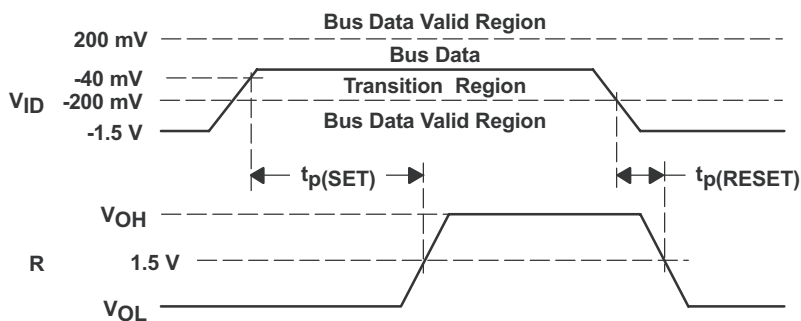 Bus Data Valid Region
200 mV
Bus Data
-40 mV
Transition Region
VID
-200 mV
Bus Data Valid Region
-1.5 V
tp(SET)
tp(RESET)
VOH
R
1.5 V
VOL